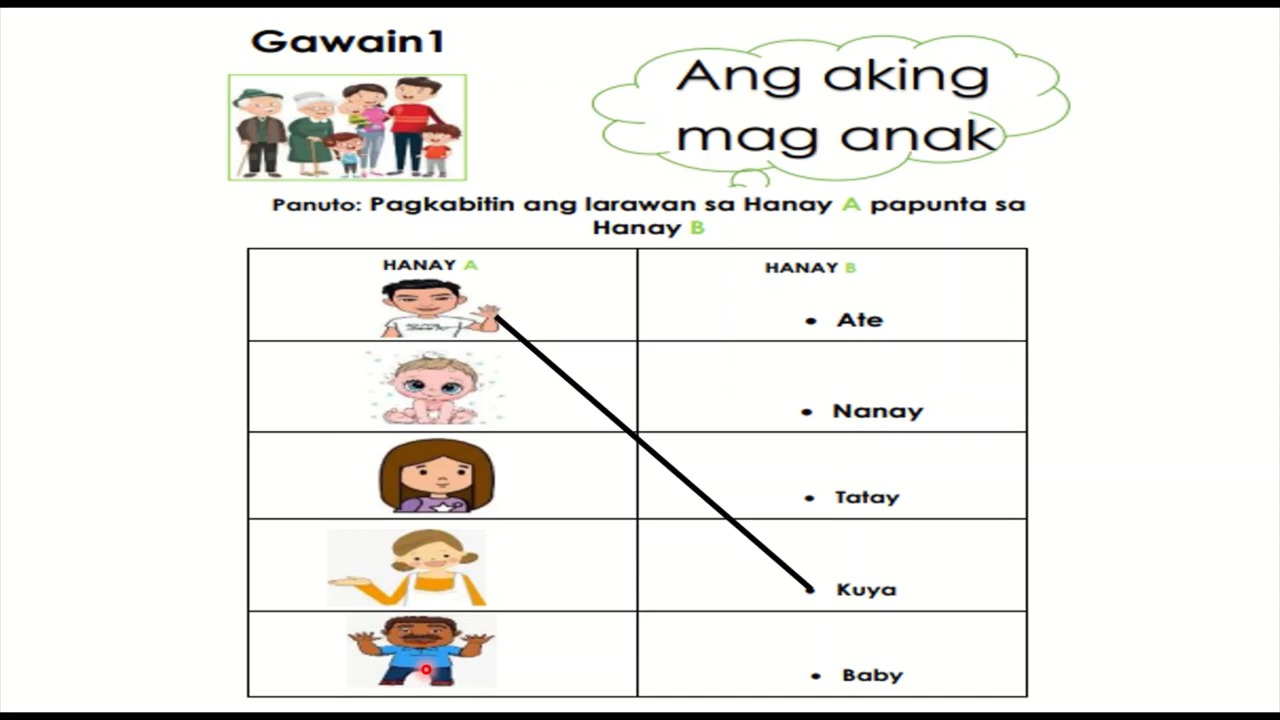 Gawain1
Ang aking
mag anak
Panuto: Pagkabitin ang larawan sa Hanay A papunta sa
Hanay B
HANAY A
HANAY B
• Ate
• Nanay
• Tatay
• Kuya
• Baby